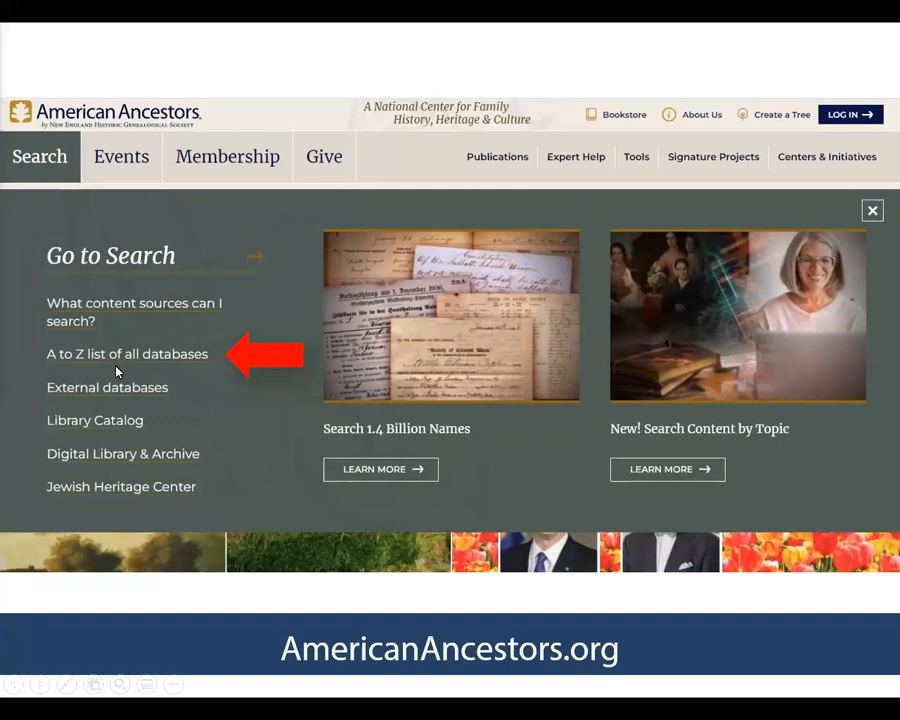 American Ancestors
by NEW ENGLAND HISTORIC GENEALOGICAL SOCIETY
A National Center for Family
History, Heritage & Culture
Bookstore
About Us
Create a Tree
LOG IN →
Search
Events
Membership
Give
Publications
Expert Help
Tools
Signature Projects
Centers & Initiatives
Go to Search →
What content sources can I
search?
A to Z list of all databases
External databases
Library Catalog
Digital Library & Archive
Jewish Heritage Center
Search 1.4 Billion Names
LEARN MORE →
New! Search Content by Topic
LEARN MORE →
AmericanAncestors.org